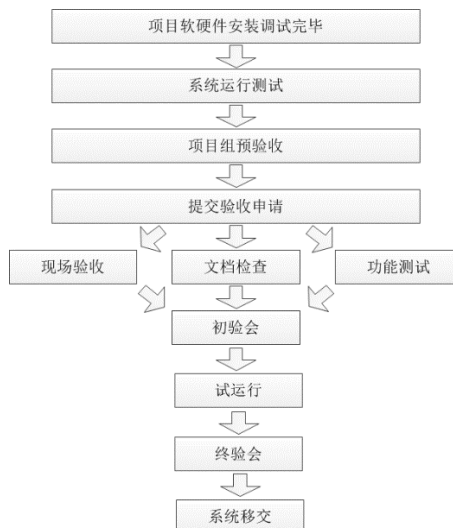 项目软硬件安装调试完毕
系统运行测试
项目组预验收
提交验收申请
现场验收
文档检查
功能测试
初验会
试运行
终验会
系统移交